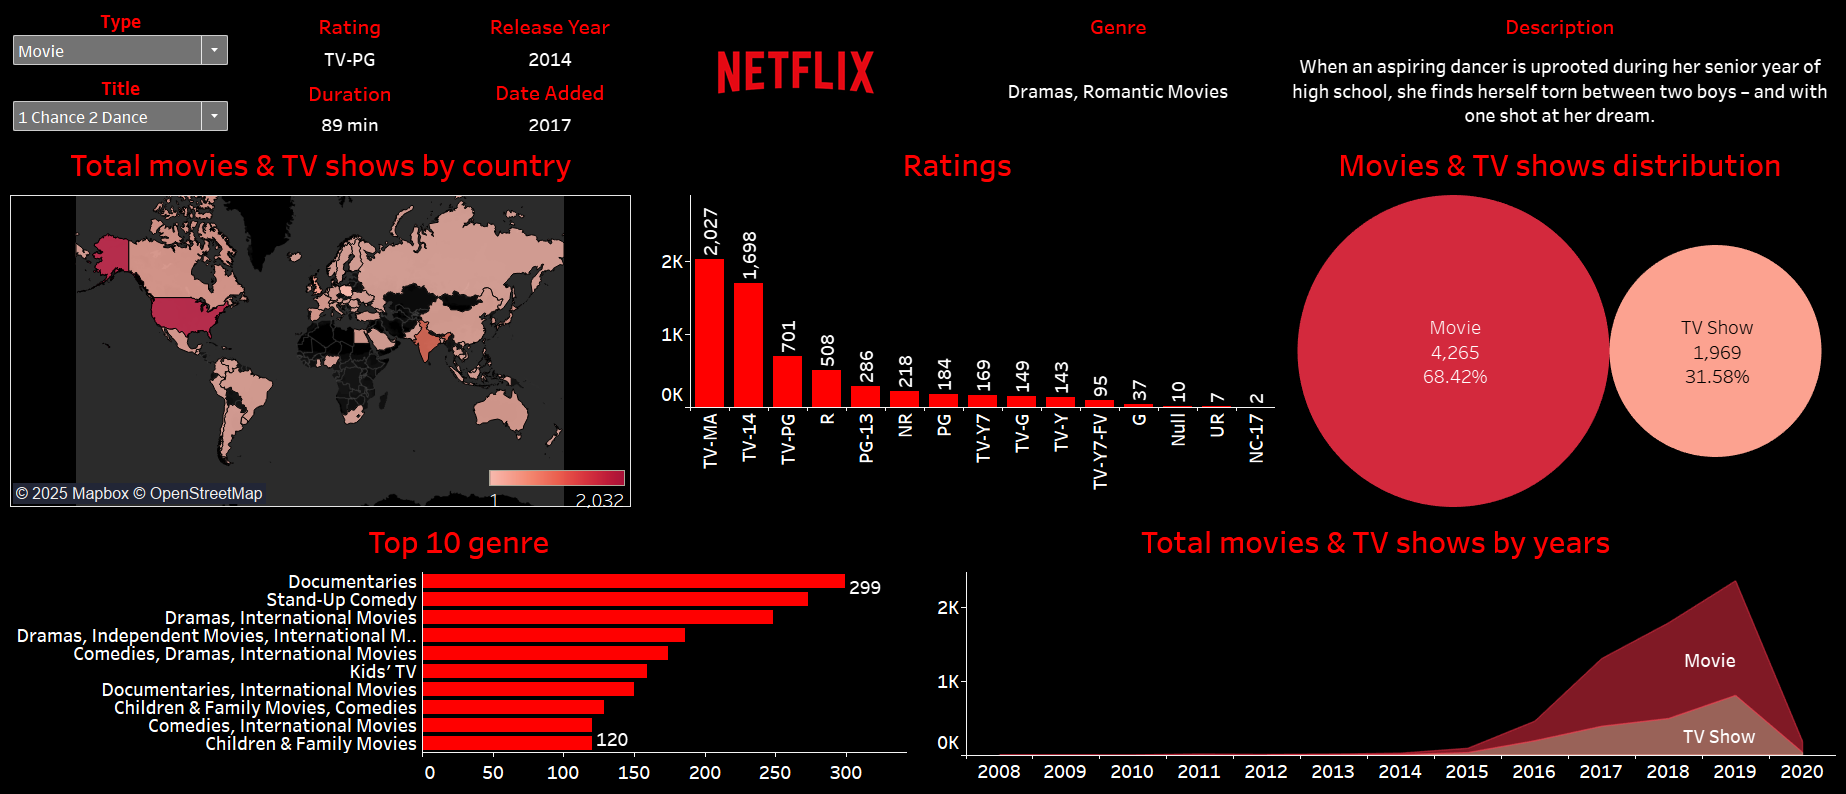 Type
Movie
Title
1 Chance 2 Dance
Rating
TV-PG
Duration
89 min
Release Year
2014
Date Added
2017
NETFLIX
Genre
Dramas, Romantic Movies
Description
When an aspiring dancer is uprooted during her senior year of
high school, she finds herself torn between two boys – and with
one shot at her dream.
Total movies & TV shows by country
© 2025 Mapbox © OpenStreetMap
1
2,032
Ratings
2K
1K
0K
2,027
1,698
701
508
286
218
184
169
149
143
95
37
10
7
2
TV-MA
TV-14
TV-PG
R
PG-13
NR
PG
TV-Y7
TV-G
TV-Y
TV-Y7-FV
G
Null
UR
NC-17
Movies & TV shows distribution
Movie
4,265
68.42%
TV Show
1,969
31.58%
Top 10 genre
Documentaries
299
Stand-Up Comedy
Dramas, International Movies
Dramas, Independent Movies, International M..
Comedies, Dramas, International Movies
Kids' TV
Documentaries, International Movies
Children & Family Movies, Comedies
Comedies, International Movies
Children & Family Movies
120
0 50 100 150 200 250 300
Total movies & TV shows by years
2K
1K
0K
Movie
TV Show
2008 2009 2010 2011 2012 2013 2014 2015 2016 2017 2018 2019 2020